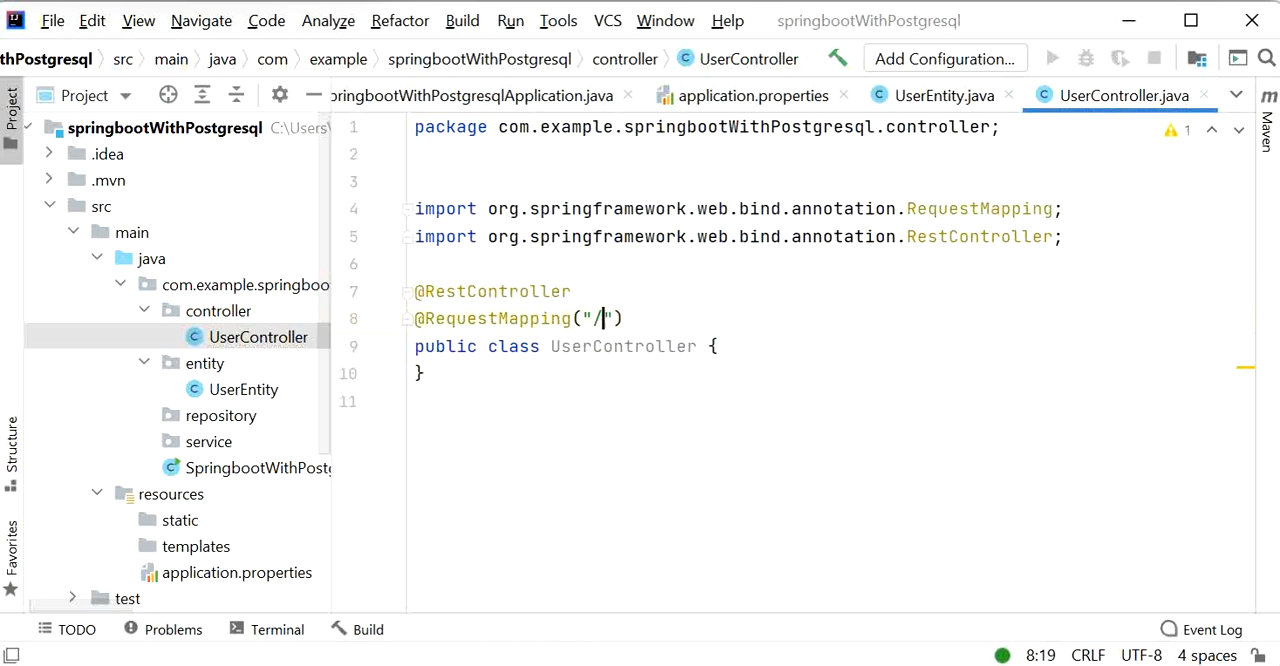 File Edit View Navigate Code Analyze Refactor Build Run Tools VCS Window Help springbootWithPostgresql
thPostgresql src main java com example springbootWithPostgresql controller UserController Add Configuration...
Project pringbootWithPostgresqlApplication.java application.properties UserEntity.java UserController.java
Project
Structure
Favorites
Maven
springbootWithPostgresql C:\Users\
.idea
.mvn
src
main
java
com.example.springboo
controller
UserController
entity
UserEntity
repository
service
SpringbootWithPostg
resources
static
templates
application.properties
test
1 package com.example.springbootWithPostgresql.controller;
2
3
4 import org.springframework.web.bind.annotation.RequestMapping;
5 import org.springframework.web.bind.annotation.RestController;
6
7 @RestController
8 @RequestMapping("/")
9 public class UserController {
10 }
11
1
TODO Problems Terminal Build Event Log
8:19 CRLF UTF-8 4 spaces